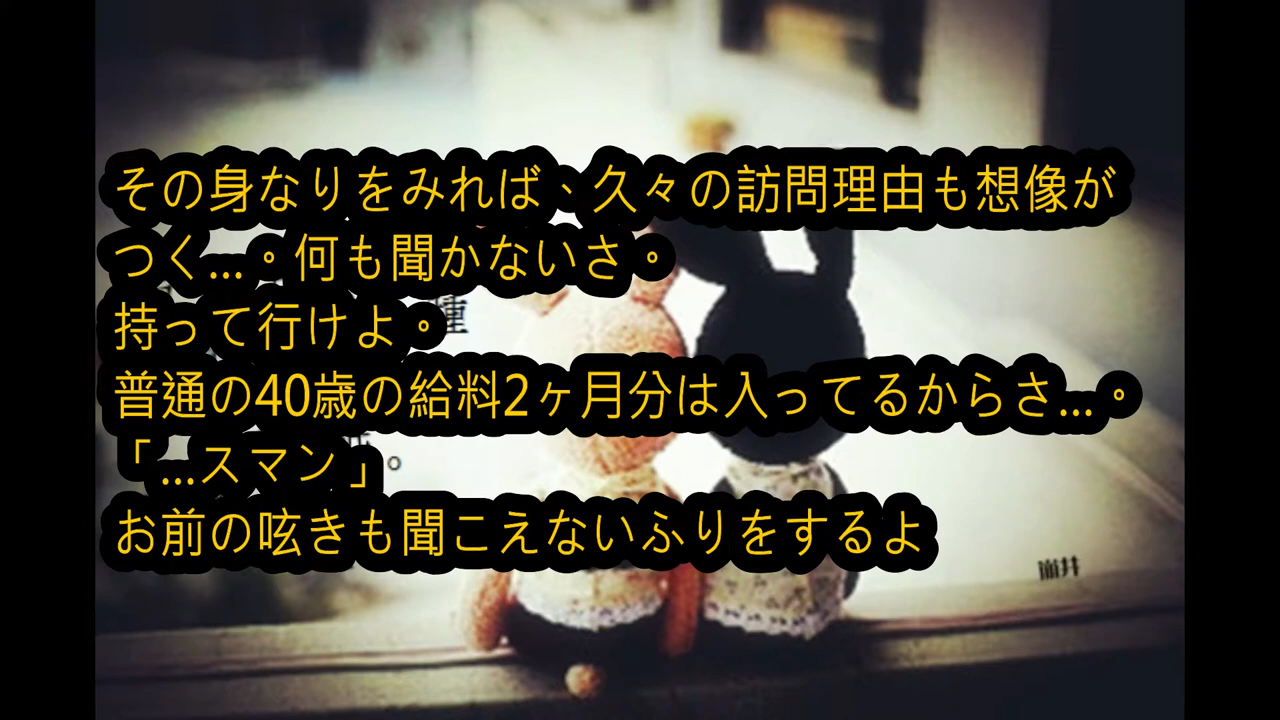 その身なりをみれば、久々の訪問理由も想像が
つく...。何も聞かないさ。
持って行けよ。
普通の40歳の給料2ヶ月分は入ってるからさ...。
「...スマン」。
お前の呟きも聞こえないふりをするよ